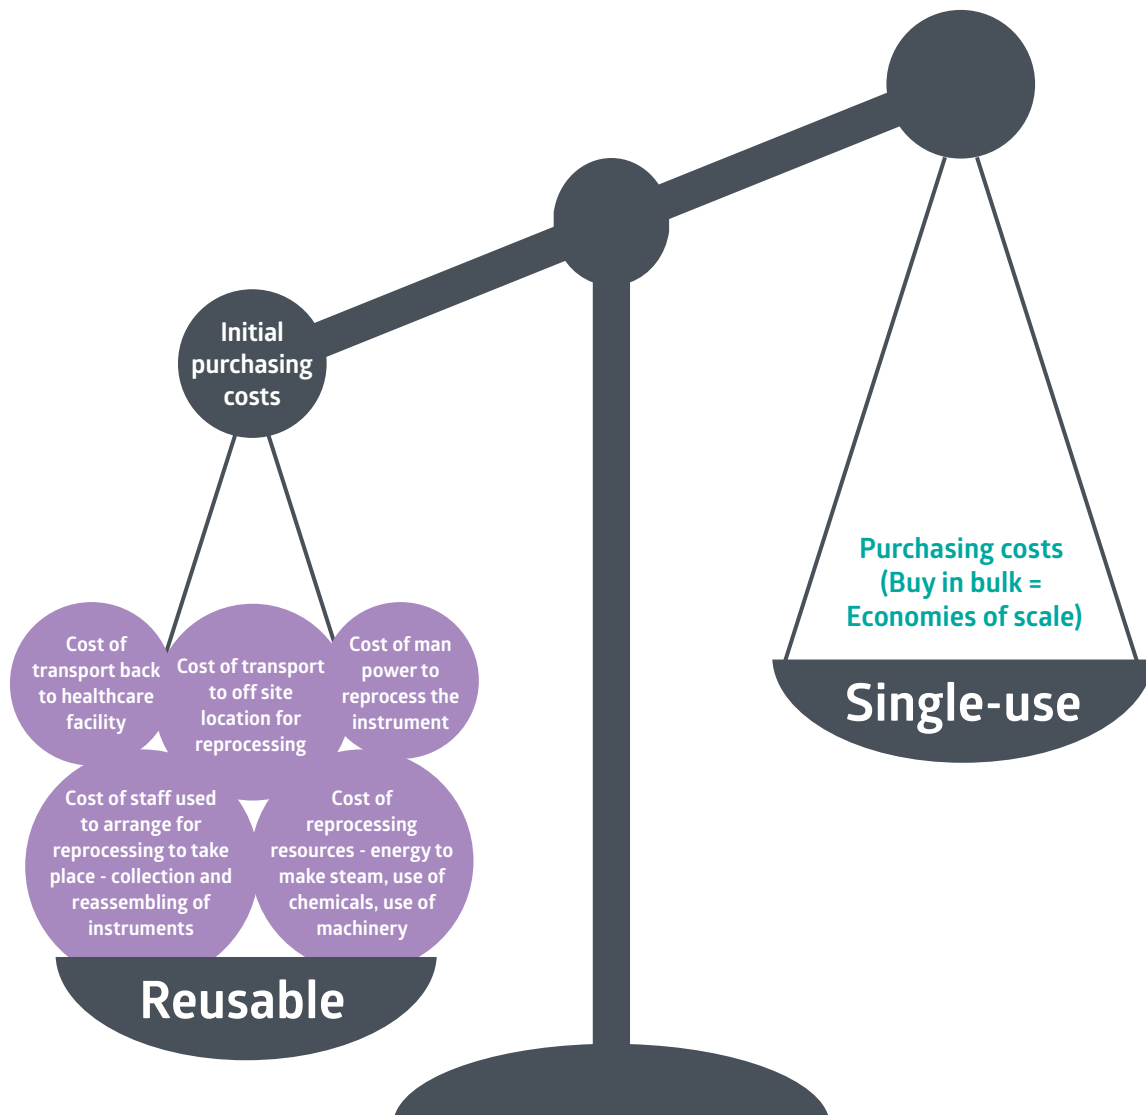 Initial
purchasing
costs
Purchasing costs
(Buy in bulk =
Economies of scale)
Single-use
Cost of
transport back
to healthcare
facility
Cost of transport
to off site
location for
reprocessing
Cost of man
power to
reprocess the
instrument
Cost of staff used
to arrange for
reprocessing to take
place - collection and
reassembling of
instruments
Cost of
reprocessing
resources - energy to
make steam, use of
chemicals, use of
machinery
Reusable